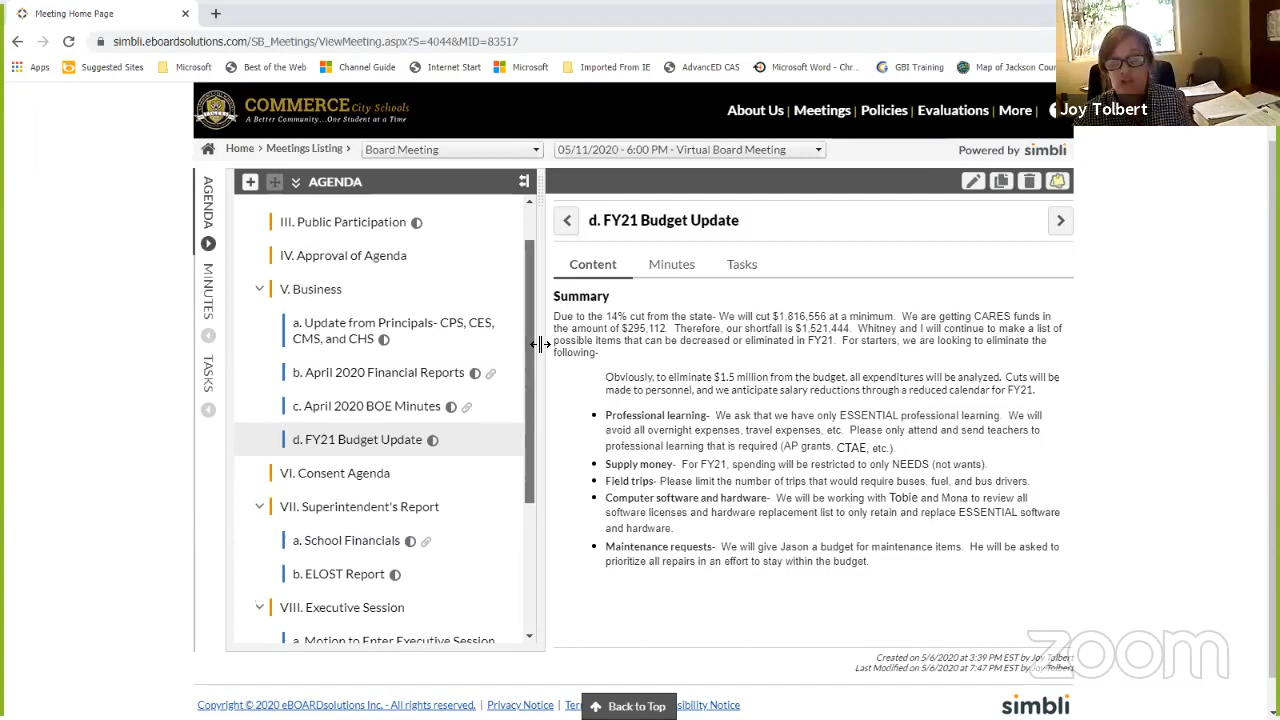 Meeting Home Page
simbli.eboardsolutions.com/SB_Meetings/ViewMeeting.aspx?S=4044&MID=83517
Apps Suggested Sites Microsoft Best of the Web Channel Guide Internet Start Microsoft Imported From IE AdvancED CAS Microsoft Word - Chr... GBI Training Map of Jackson Coun
Joy Tolbert
COMMERCE City Schools
A Better Community...One Student at a Time
About Us | Meetings | Policies | Evaluations | More
Home > Meetings Listing > Board Meeting 05/11/2020 - 6:00 PM - Virtual Board Meeting Powered by simbli
AGENDA
MINUTES
TASKS
AGENDA
III. Public Participation
IV. Approval of Agenda
V. Business
a. Update from Principals- CPS, CES,
CMS, and CHS
b. April 2020 Financial Reports
c. April 2020 BOE Minutes
d. FY21 Budget Update
VI. Consent Agenda
VII. Superintendent's Report
a. School Financials
b. ELOST Report
VIII. Executive Session
a. Motion to Enter Executive Session
d. FY21 Budget Update
Content Minutes Tasks
Summary
Due to the 14% cut from the state- We will cut $1,816,556 at a minimum. We are getting CARES funds in
the amount of $295,112. Therefore, our shortfall is $1,521,444. Whitney and I will continue to make a list of
possible items that can be decreased or eliminated in FY21. For starters, we are looking to eliminate the
following-
Obviously, to eliminate $1.5 million from the budget, all expenditures will be analyzed. Cuts will be
made to personnel, and we anticipate salary reductions through a reduced calendar for FY21.
• Professional learning- We ask that we have only ESSENTIAL professional learning. We will
avoid all overnight expenses, travel expenses, etc. Please only attend and send teachers to
professional learning that is required (AP grants, CTAE, etc.).
• Supply money- For FY21, spending will be restricted to only NEEDS (not wants).
• Field trips- Please limit the number of trips that would require buses, fuel, and bus drivers.
• Computer software and hardware- We will be working with Tobie and Mona to review all
software licenses and hardware replacement list to only retain and replace ESSENTIAL software
and hardware.
• Maintenance requests- We will give Jason a budget for maintenance items. He will be asked to
prioritize all repairs in an effort to stay within the budget.
Created on 5/6/2020 at 3:39 PM EST by Joy Tolbert
Last Modified on 5/6/2020 at 7:47 PM EST by Joy Tolbert
zoom
Copyright © 2020 eBOARDsolutions Inc. - All rights reserved. | Privacy Notice | Ter Back to Top sibility Notice
simbli